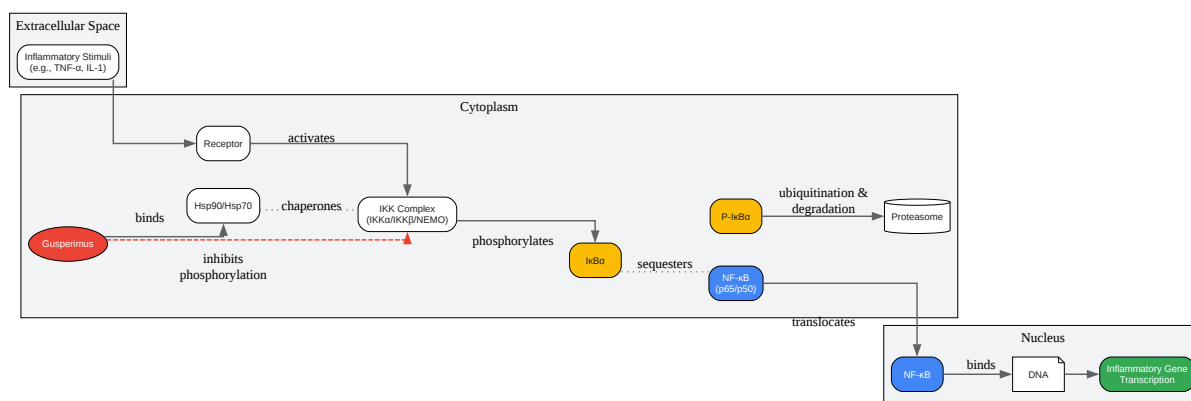 Extracellular Space
Inflammatory Stimuli
(e.g., TNF-α, IL-1)
Cytoplasm
Receptor
activates
Hsp90/Hsp70
chaperones
IKK Complex
(IKKα/IKKβ/NEMO)
binds
Gusperimus
inhibits
phosphorylation
phosphorylates
IκBα
sequesters
P-IκBα
ubiquitination &
degradation
Proteasome
NF-κB
(p65/p50)
translocates
Nucleus
NF-κB
binds
DNA
Inflammatory Gene
Transcription